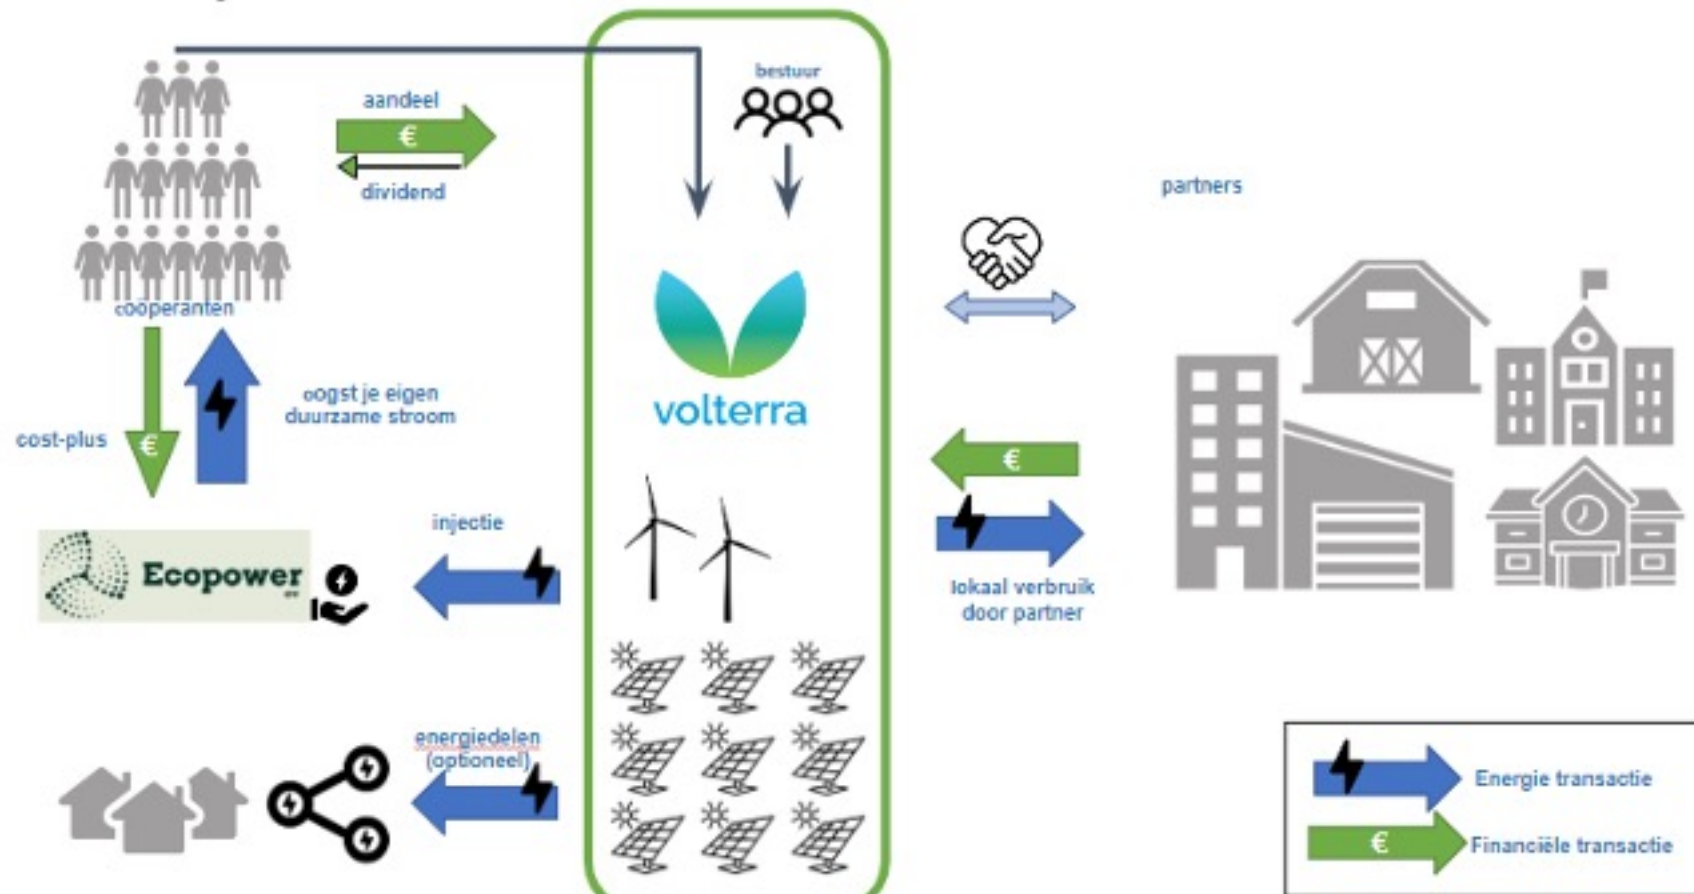 bestuur
aandeel
€
dividend
partners
coöperanten
oogst je eigen
duurzame stroom
cost-plus
€
volterra
€
injectie
Ecopower
lokaal verbruik
door partner
energiedelen
(optioneel)
Energie transactie
€
Financiële transactie